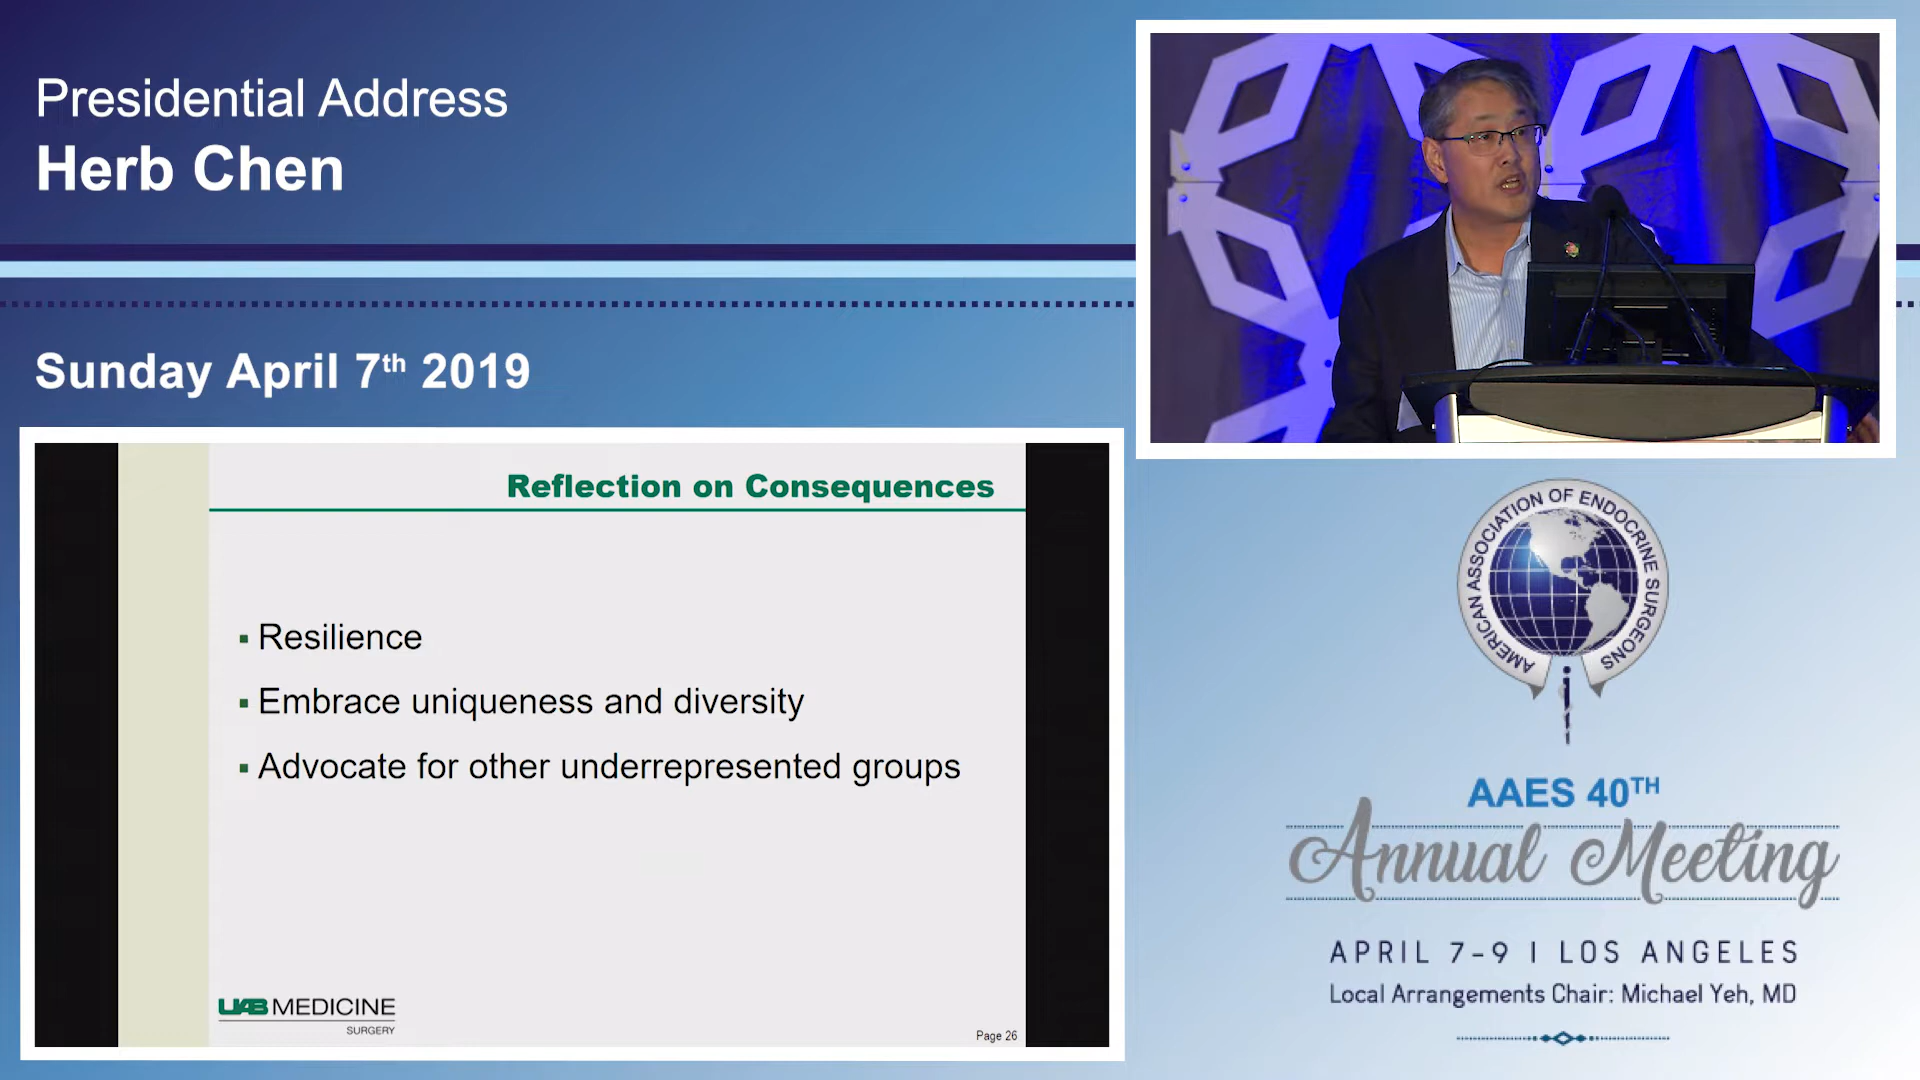 Presidential Address
Herb Chen
Sunday April 7th 2019
Reflection on Consequences
▪ Resilience
▪ Embrace uniqueness and diversity
▪ Advocate for other underrepresented groups
UAB MEDICINE
SURGERY
Page 26
AMERICAN ASSOCIATION OF ENDOCRINE SURGEONS
AAES 40TH
Annual Meeting
APRIL 7-9 | LOS ANGELES
Local Arrangements Chair: Michael Yeh, MD